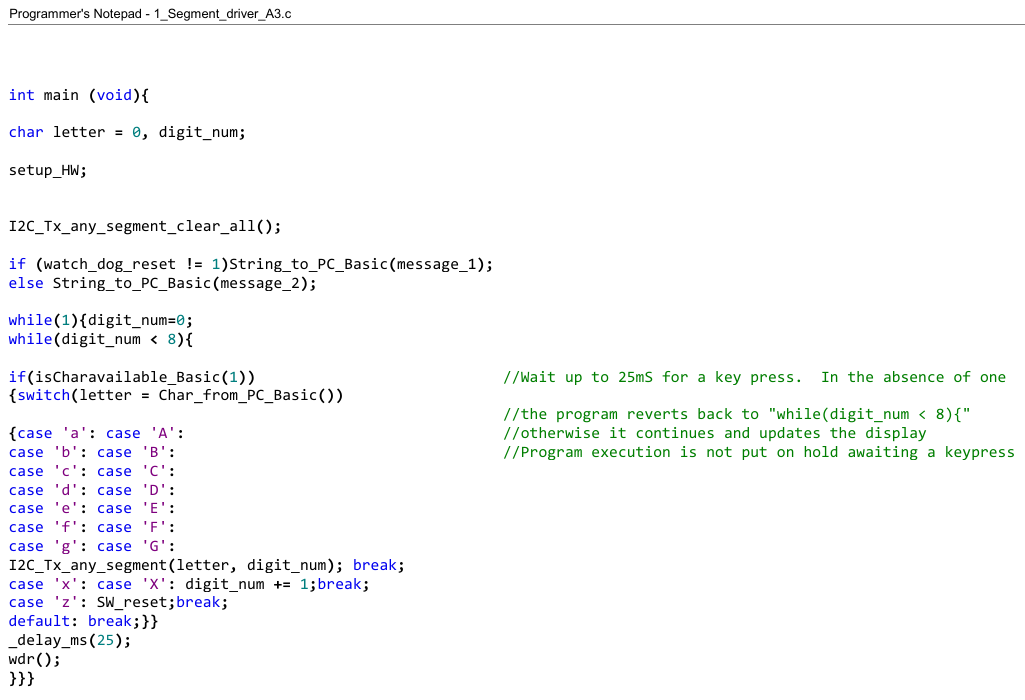 Programmer's Notepad - 1_Segment_driver_A3.c
int main (void){
char letter = 0, digit_num;
setup_HW;
I2C_Tx_any_segment_clear_all();
if (watch_dog_reset != 1)String_to_PC_Basic(message_1);
else String_to_PC_Basic(message_2);
while(1){digit_num=0;
while(digit_num < 8){
if(isCharavailable_Basic(1)) //Wait up to 25mS for a key press.  In the absence of one
{switch(letter = Char_from_PC_Basic())
//the program reverts back to "while(digit_num < 8){"
{case 'a': case 'A': //otherwise it continues and updates the display
case 'b': case 'B': //Program execution is not put on hold awaiting a keypress
case 'c': case 'C':
case 'd': case 'D':
case 'e': case 'E':
case 'f': case 'F':
case 'g': case 'G':
I2C_Tx_any_segment(letter, digit_num); break;
case 'x': case 'X': digit_num += 1;break;
case 'z': SW_reset;break;
default: break;}}
_delay_ms(25);
wdr();
}}}